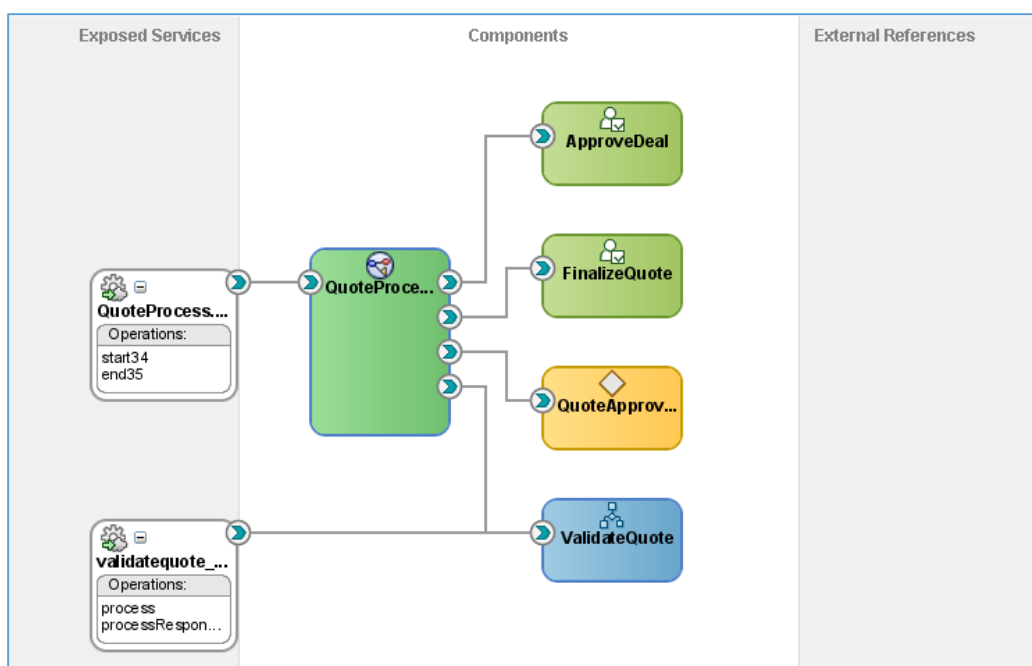 Exposed Services
Components
External References
ApproveDeal
FinalizeQuote
QuoteProce...
QuoteProcess....
Operations:
start34
end35
QuoteApprov...
ValidateQuote
validatequote_...
Operations:
process
processRespon...